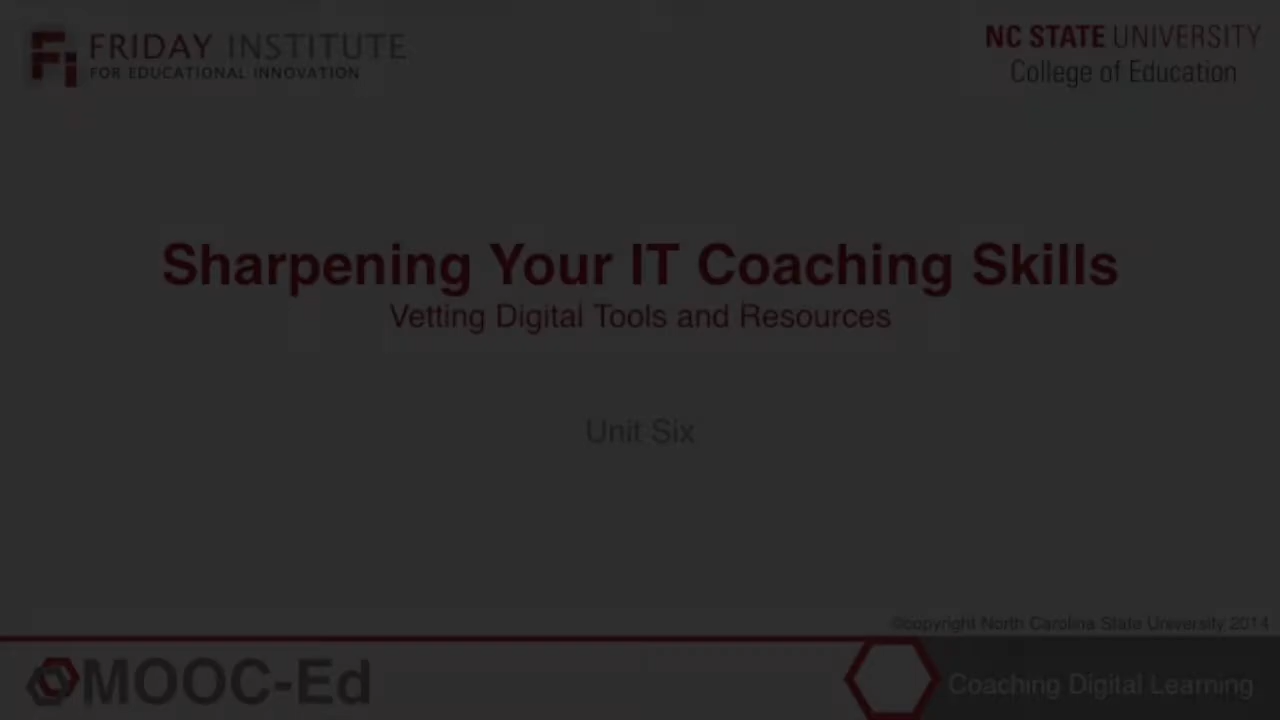 FRIDAY INSTITUTE
FOR EDUCATIONAL INNOVATION
NC STATE UNIVERSITY
College of Education
Sharpening Your IT Coaching Skills
Vetting Digital Tools and Resources
Unit Six
©copyright North Carolina State University 2014
MOOC-Ed
Coaching Digital Learning